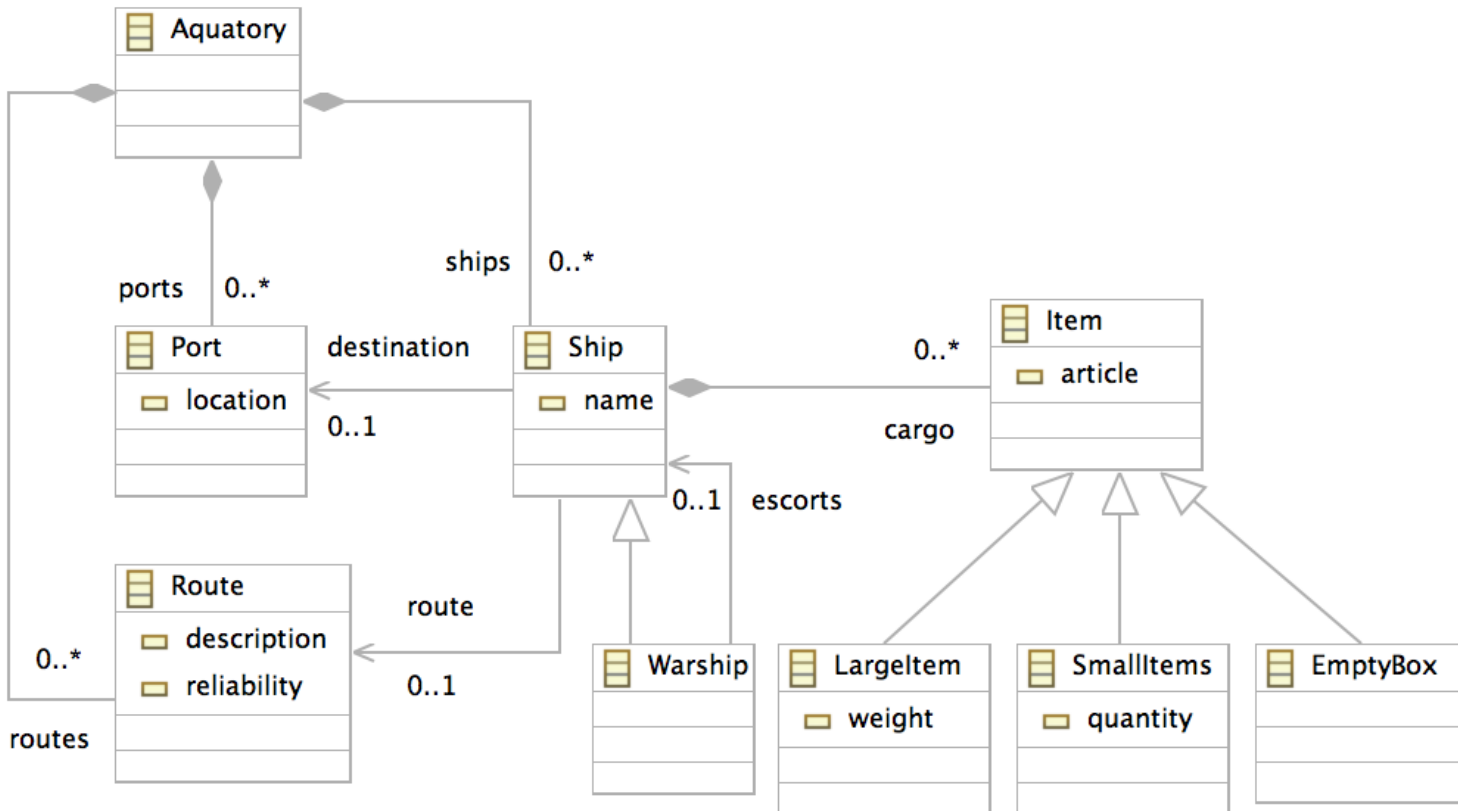 Aquatory
ships
0..*
ports
0..*
Port
location
destination
0..1
Ship
name
0..*
cargo
Item
article
0..1
escorts
Route
description
reliability
route
0..1
0..*
routes
Warship
LargeItem
weight
SmallItems
quantity
EmptyBox